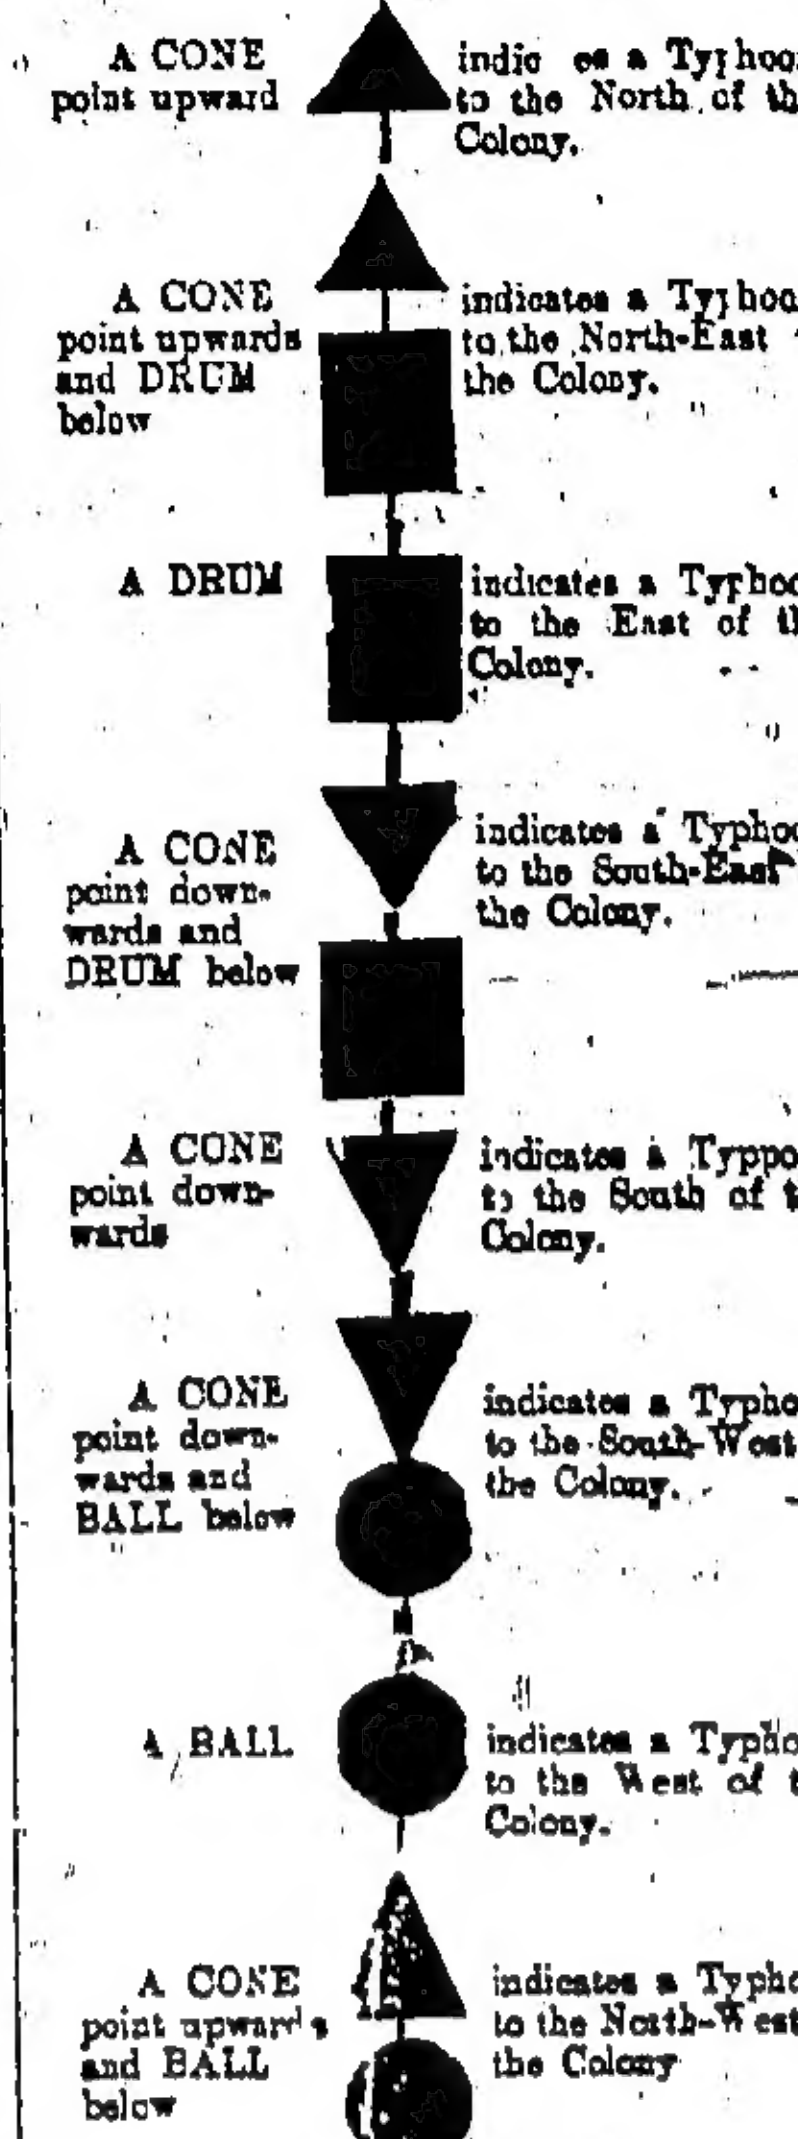 A CONE
point upward
indic es a Typhoo
to the North of th
Colony.
A CONE
point upwards
and DRUM
below
indicates a Typhoo
to the North-East
the Colony.
A DRUM
indicates a Typhoo
to the East of th
Colony.
A CONE
point down-
wards and
DRUM below
indicates a Typhoo
to the South-East
the Colony.
A CONE
point down-
wards
indicates a Typpo
to the South of t
Colony.
A CONE
point down-
wards and
BALL below
indicates a Typho
to the South-West
the Colony.
A BALL
indicates a Typho
to the West of t
Colony.
A CONE
point upwards
and BALL
below
indicates a Typho
to the North-West
the Colony